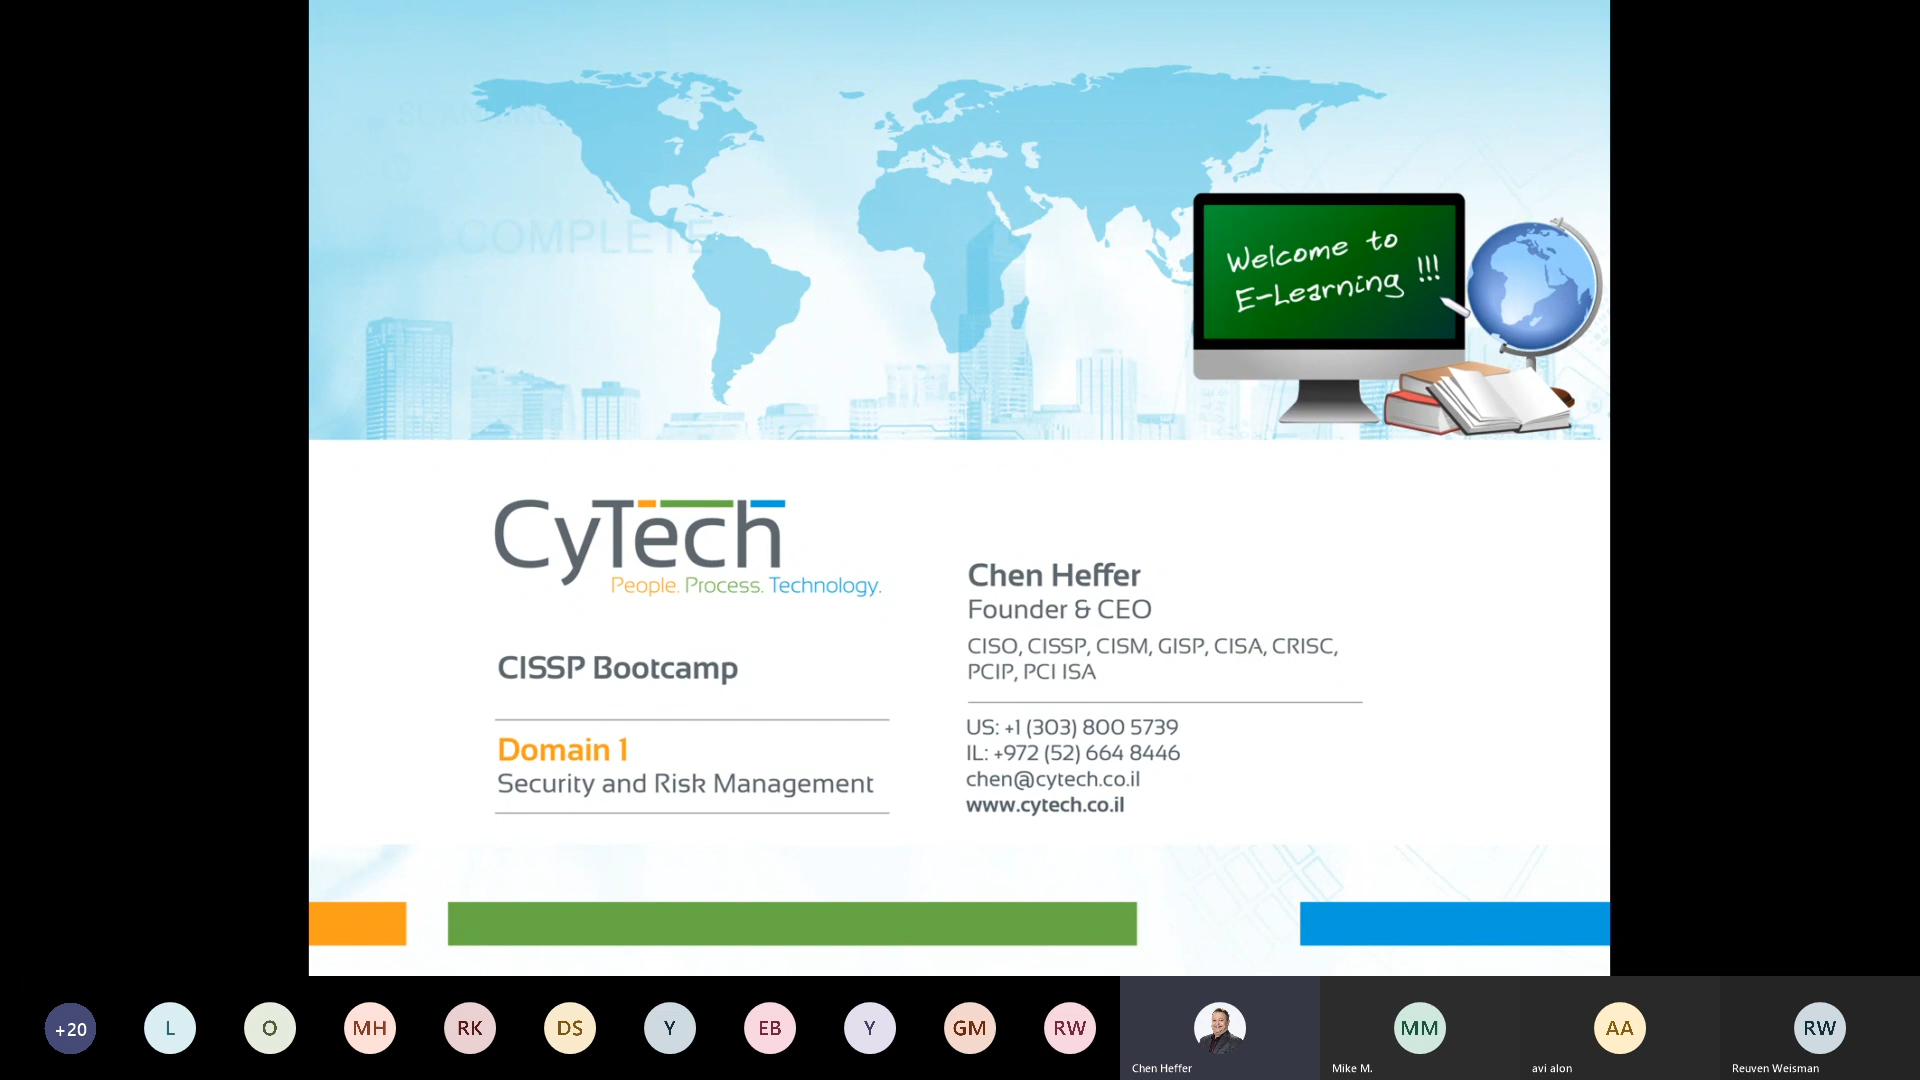 SCANNING
COMPLETE
Welcome to
E-Learning !!!
CyTech
People. Process. Technology.
CISSP Bootcamp
Domain 1
Security and Risk Management
Chen Heffer
Founder & CEO
CISO, CISSP, CISM, GISP, CISA, CRISC,
PCIP, PCI ISA
US: +1 (303) 800 5739
IL: +972 (52) 664 8446
chen@cytech.co.il
www.cytech.co.il
+20
L
O
MH
RK
DS
Y
EB
Y
GM
RW
Chen Heffer
MM
Mike M.
AA
avi alon
RW
Reuven Weisman